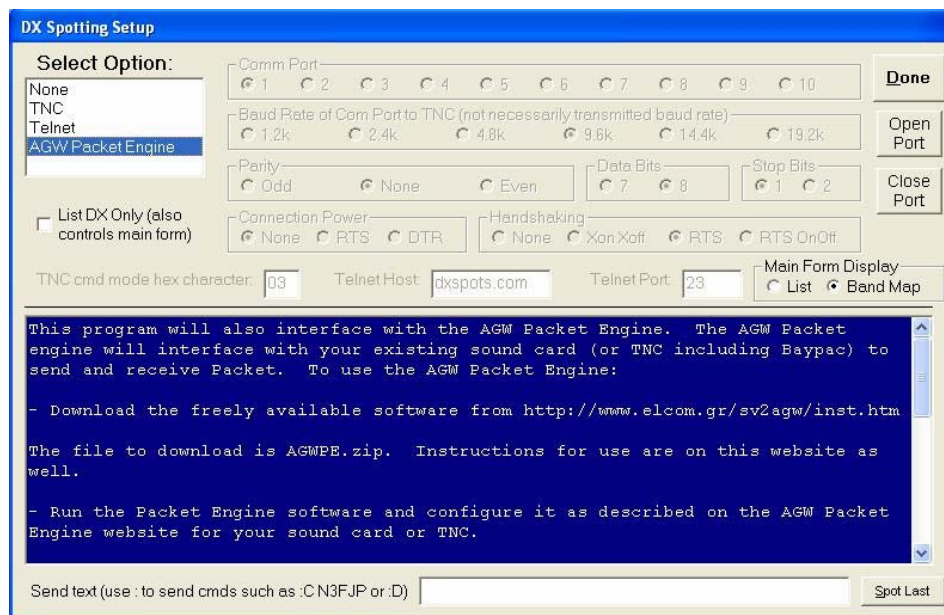 DX Spotting Setup
Select Option:
None
TNC
Telnet
AGW Packet Engine
List DX Only (also
controls main form)
Comm Port
1 2 3 4 5 6 7 8 9 10
Baud Rate of Com Port to TNC (not necessarily transmitted baud rate)
1.2k 2.4k 4.8k 9.6k 14.4k 19.2k
Parity
Odd None Even
Data Bits
7 8
Stop Bits
1 2
Connection Power
None RTS DTR
Handshaking
None Xon Xoff RTS RTS OnOff
Done
Open
Port
Close
Port
TNC cmd mode hex character: 03 Telnet Host: dxspots.com Telnet Port: 23
Main Form Display
List Band Map
This program will also interface with the AGW Packet Engine. The AGW Packet
engine will interface with your existing sound card (or TNC including Baypac) to
send and receive Packet. To use the AGW Packet Engine:
- Download the freely available software from http://www.elcom.gr/sv2agw/inst.htm
The file to download is AGWPE.zip. Instructions for use are on this website as
well.
- Run the Packet Engine software and configure it as described on the AGW Packet
Engine website for your sound card or TNC.
Send text (use : to send cmds such as :C N3FJP or :D)
Spot Last